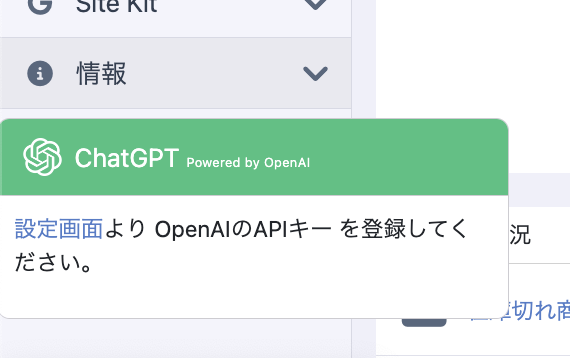 Site Kit
情報
ChatGPT Powered by OpenAI
設定画面より OpenAIのAPIキー を登録してく
ださい。
況
庫切れ商